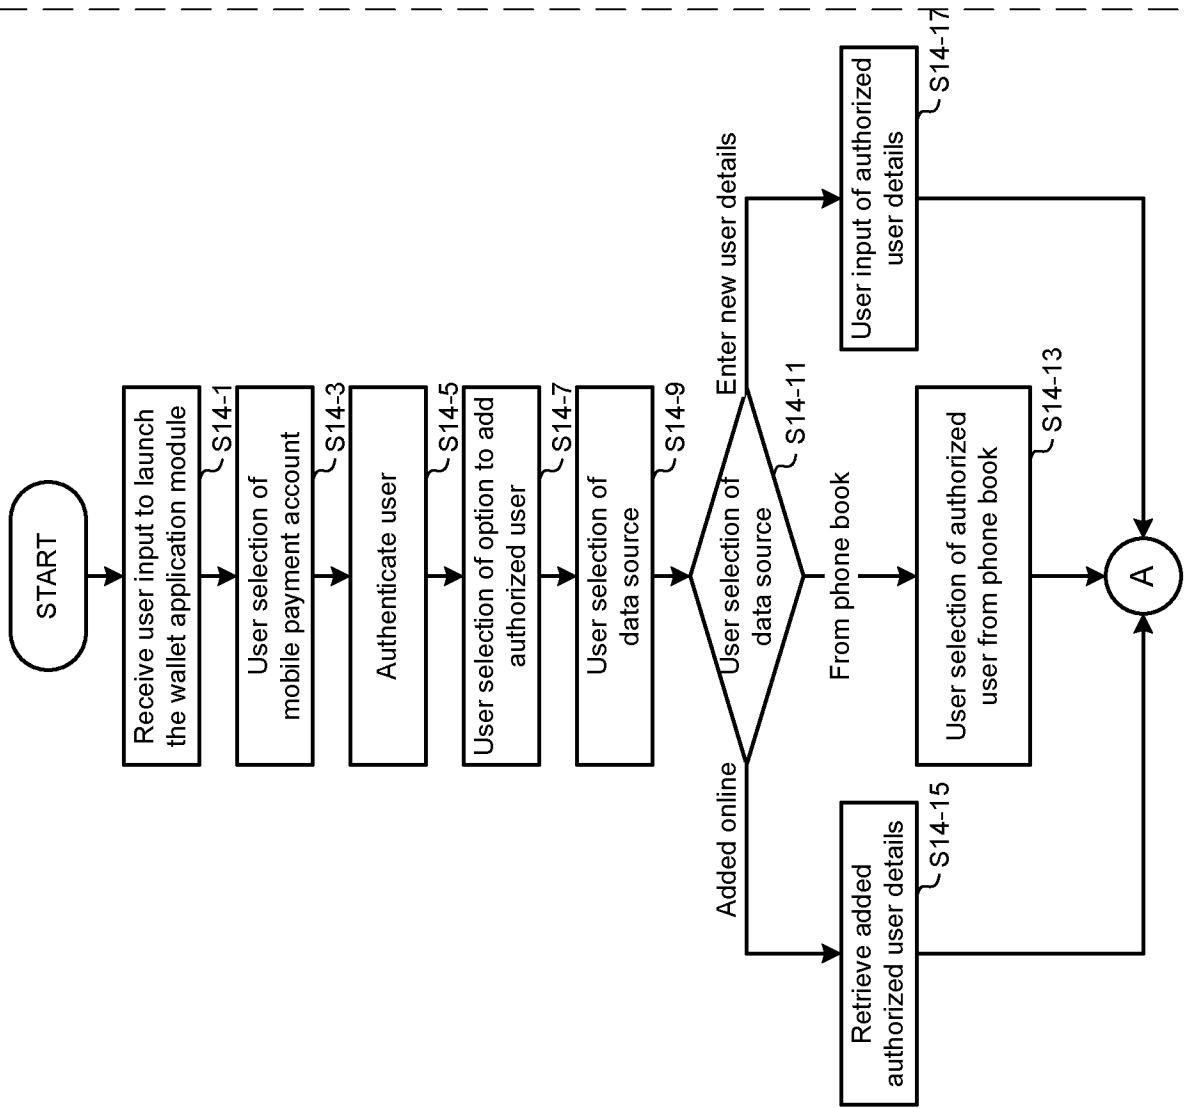 START
Receive user input to launch
the wallet application module
S14-1
User selection of
mobile payment account
S14-3
Authenticate user
S14-5
User selection of option to add
authorized user
S14-7
User selection of
data source
S14-9
User selection of
data source
S14-11
Added online
From phone book
Enter new user details
Retrieve added
authorized user details
S14-15
User selection of authorized
user from phone book
S14-13
User input of authorized
user details
S14-17
A